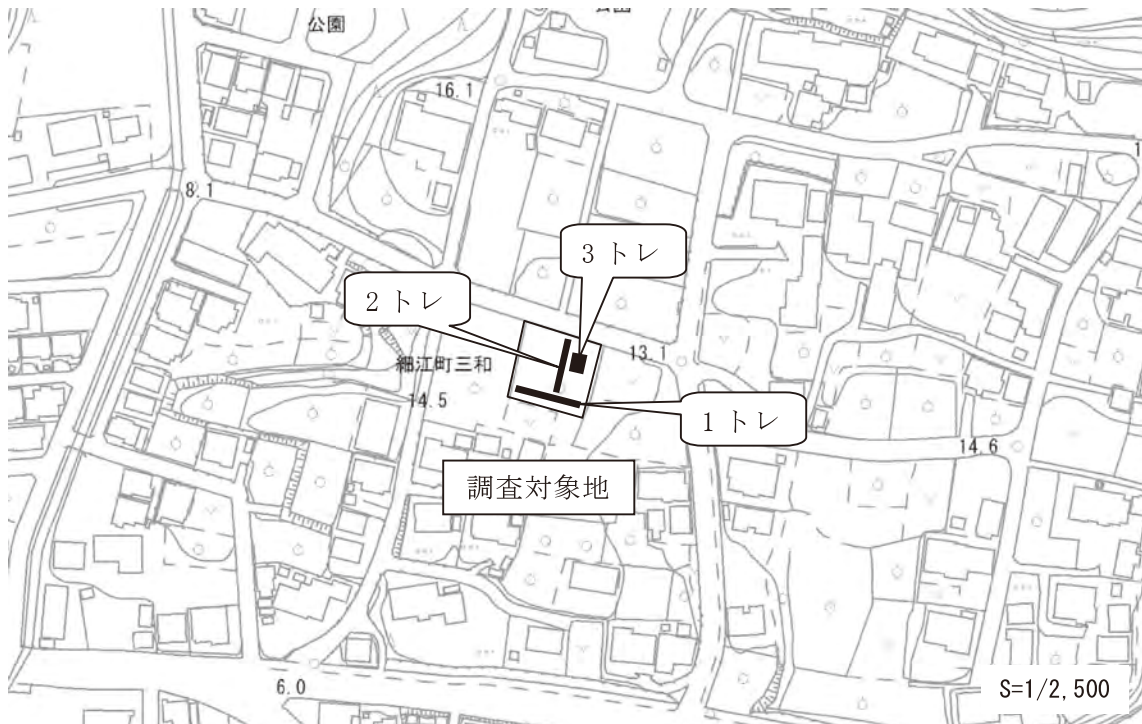 公園
16.1
8.1
3 トレ
2 トレ
13.1
細江町三和
14.5
1 トレ
14.6
調査対象地
6.0
S=1/2,500